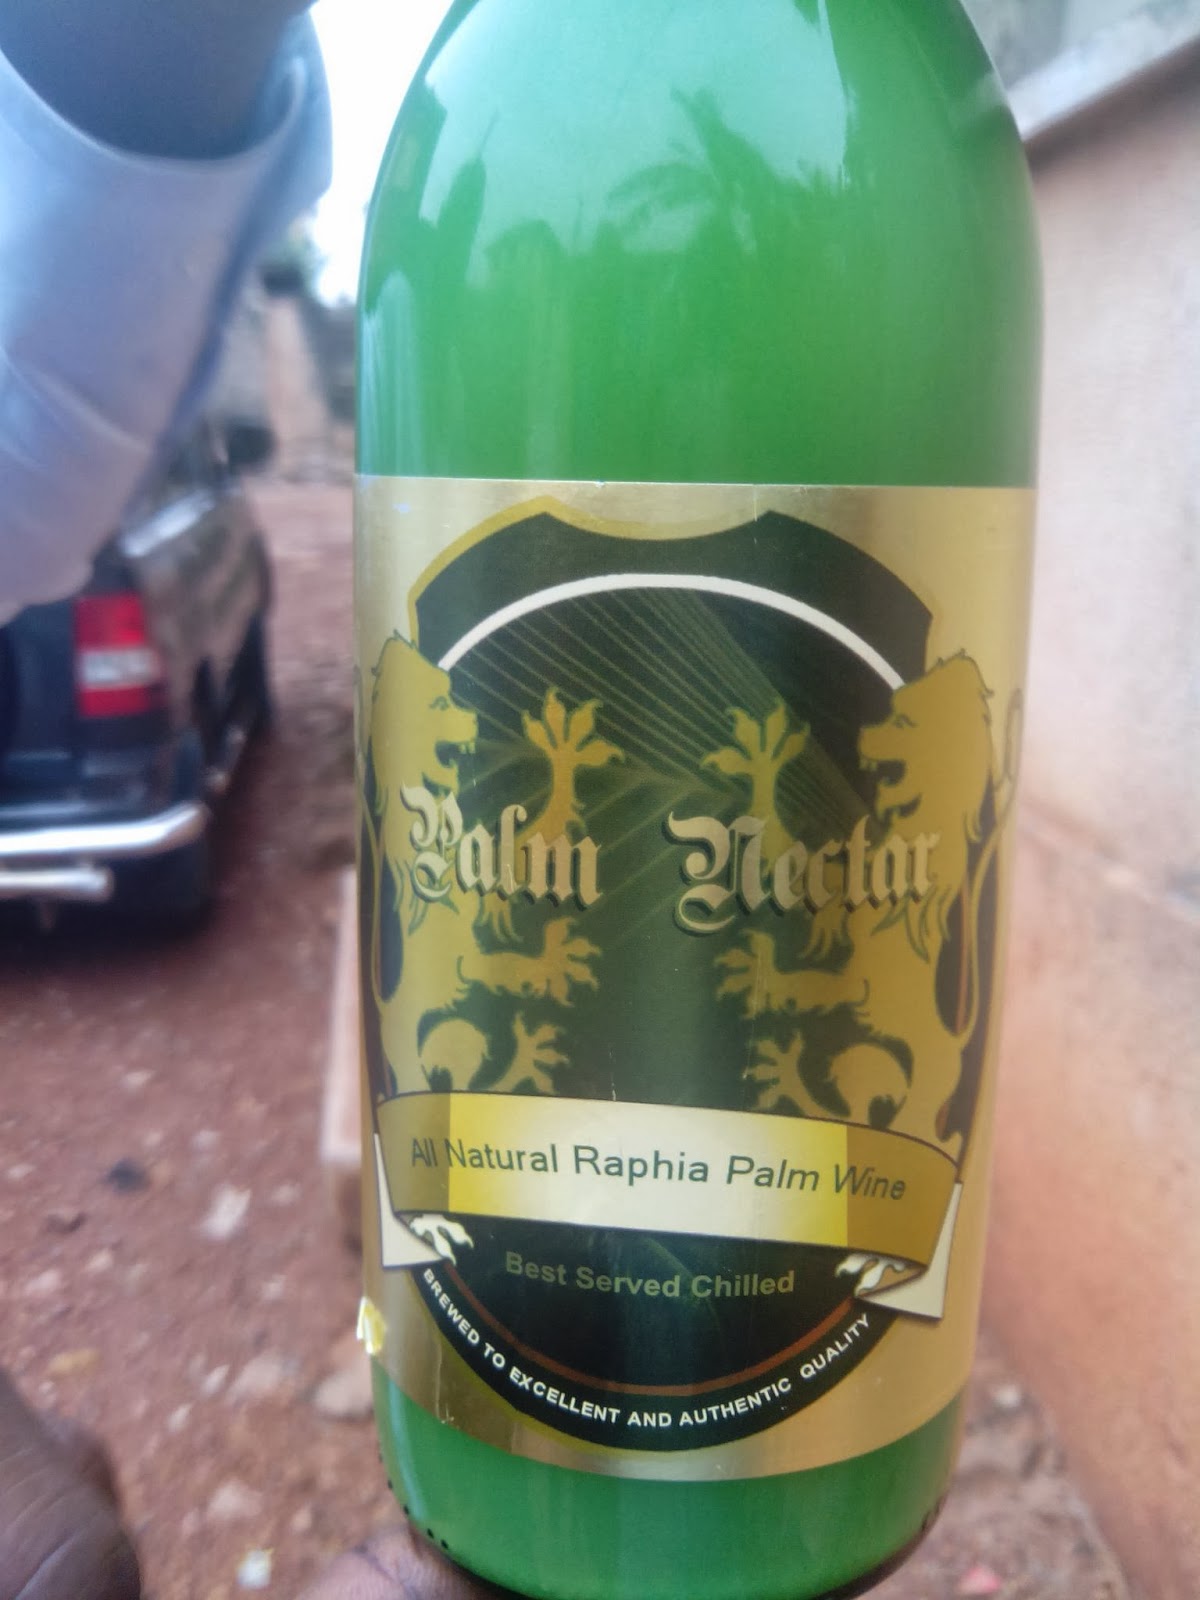 Palm Nectar
All Natural Raphia Palm Wine
Best Served Chilled
BREWED TO EXCELLENT AND AUTHENTIC QUALITY